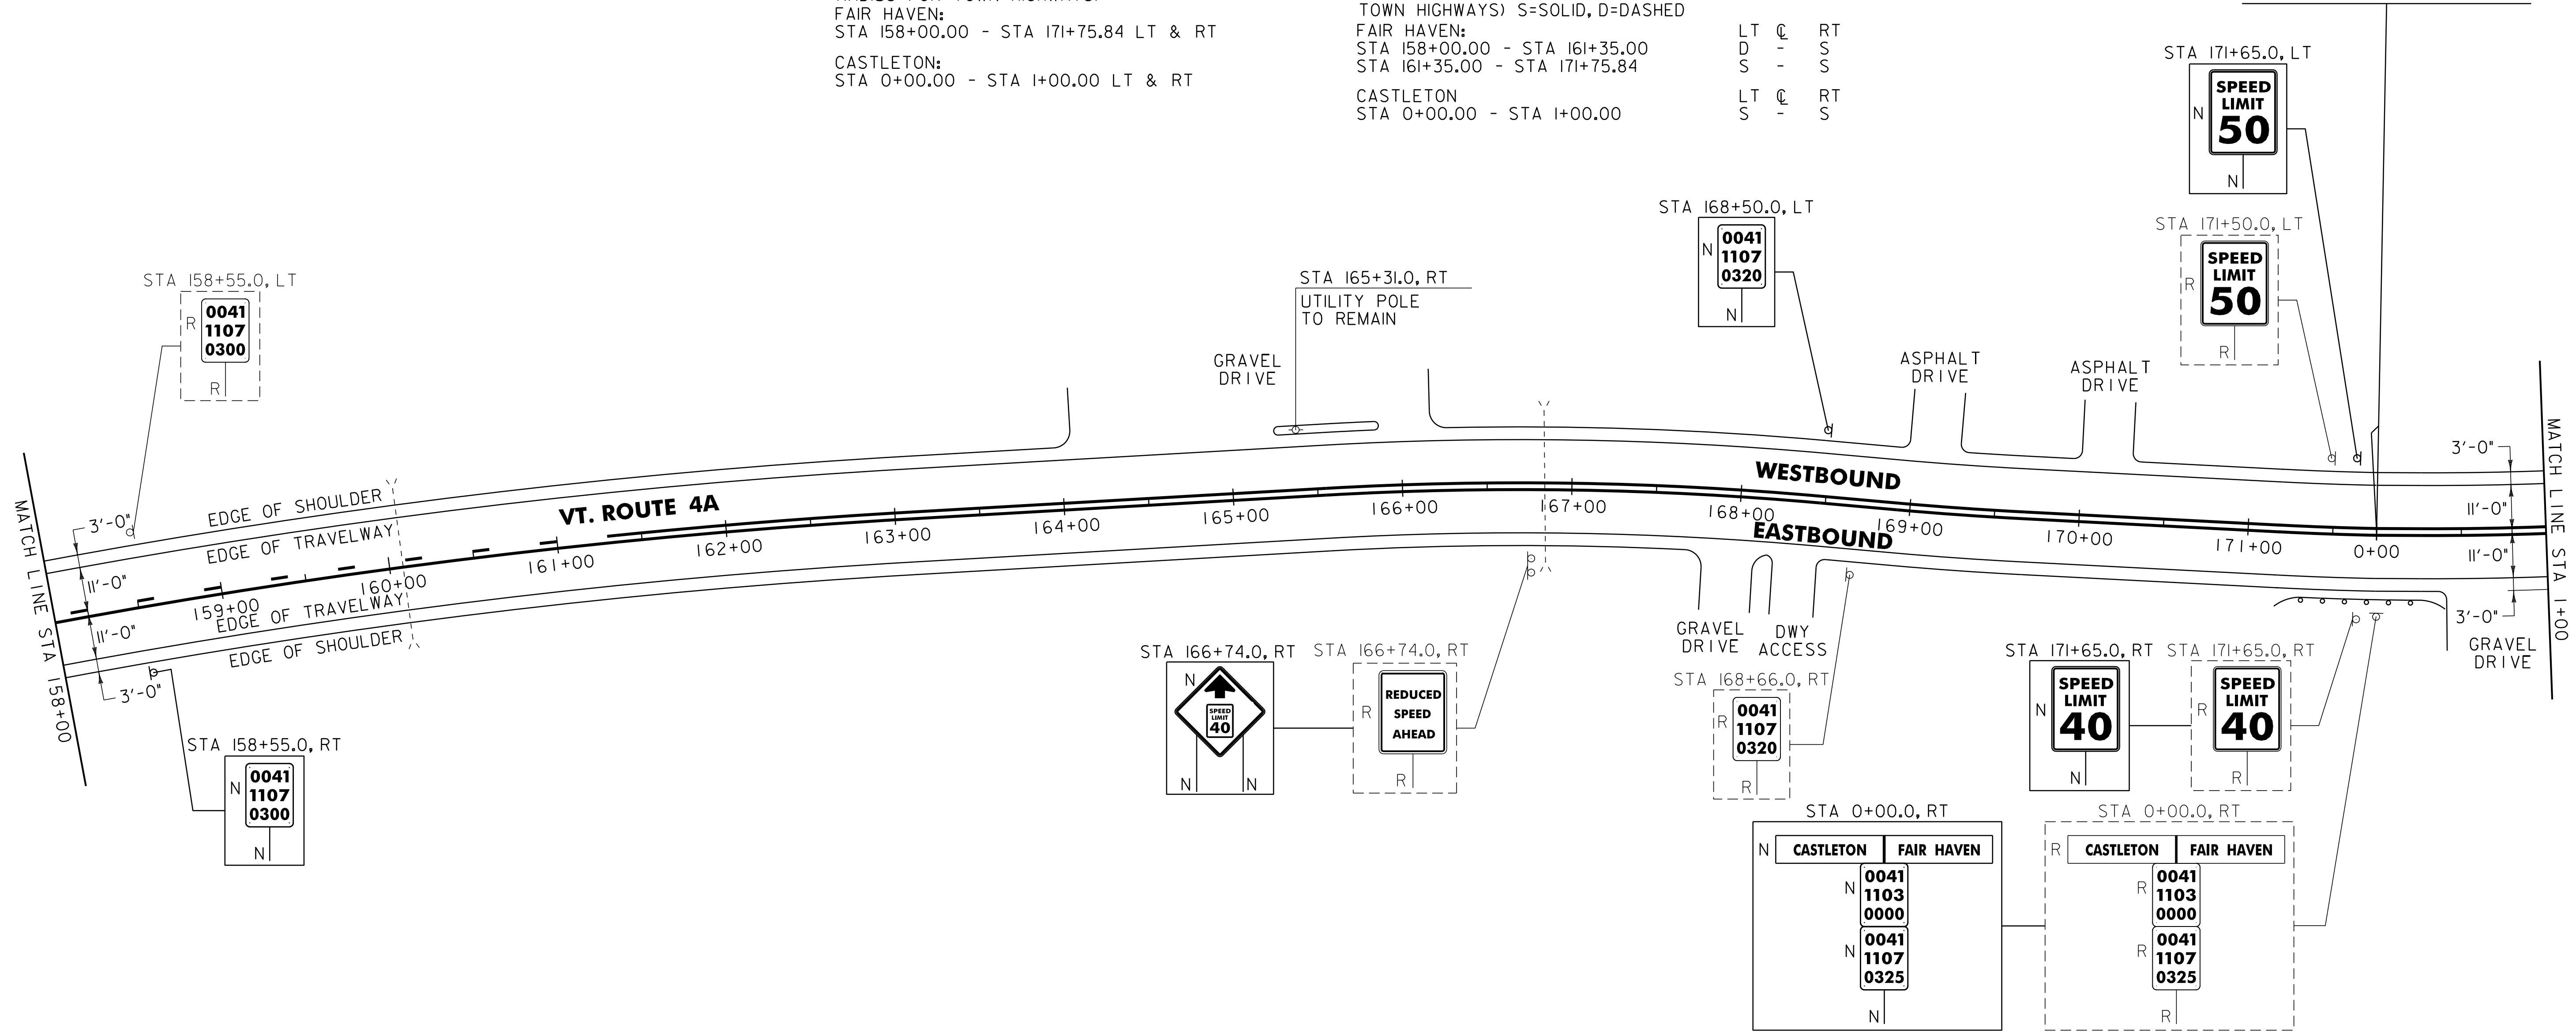 FAIR HAVEN:
STA 158+00.00 - STA 171+75.84 LT & RT
CASTLETON:
STA 0+00.00 - STA 1+00.00 LT & RT
TOWN HIGHWAYS) S=SOLID, D=DASHED
FAIR HAVEN: LT ℄ RT
STA 158+00.00 - STA 161+35.00 D - S
STA 161+35.00 - STA 171+75.84 S - S
CASTLETON LT ℄ RT
STA 0+00.00 - STA 1+00.00 S - S
STA 171+65.0, LT
N
SPEED
LIMIT
50
N
STA 171+50.0, LT
R
SPEED
LIMIT
50
R
STA 168+50.0, LT
N
0041
1107
0320
N
STA 158+55.0, LT
R
0041
1107
0300
R
STA 165+31.0, RT
UTILITY POLE
TO REMAIN
GRAVEL
DRIVE
ASPHALT
DRIVE
ASPHALT
DRIVE
MATCH LINE STA 158+00
3'-0"
11'-0"
11'-0"
3'-0"
EDGE OF SHOULDER
EDGE OF TRAVELWAY
EDGE OF TRAVELWAY
EDGE OF SHOULDER
VT. ROUTE 4A
WESTBOUND
EASTBOUND
159+00
160+00
161+00
162+00
163+00
164+00
165+00
166+00
167+00
168+00
169+00
170+00
171+00
0+00
3'-0"
11'-0"
11'-0"
3'-0"
MATCH LINE STA 1+00
GRAVEL
DRIVE
DWY
ACCESS
GRAVEL
DRIVE
STA 158+55.0, RT
N
0041
1107
0300
N
STA 166+74.0, RT
N
SPEED
LIMIT
40
N N
STA 166+74.0, RT
R
REDUCED
SPEED
AHEAD
R
STA 168+66.0, RT
R
0041
1107
0320
R
STA 171+65.0, RT
N
SPEED
LIMIT
40
N
STA 171+65.0, RT
R
SPEED
LIMIT
40
R
STA 0+00.0, RT
N CASTLETON FAIR HAVEN
N
0041
1103
0000
N
0041
1107
0325
N
STA 0+00.0, RT
R CASTLETON FAIR HAVEN
R
0041
1103
0000
R
0041
1107
0325
R